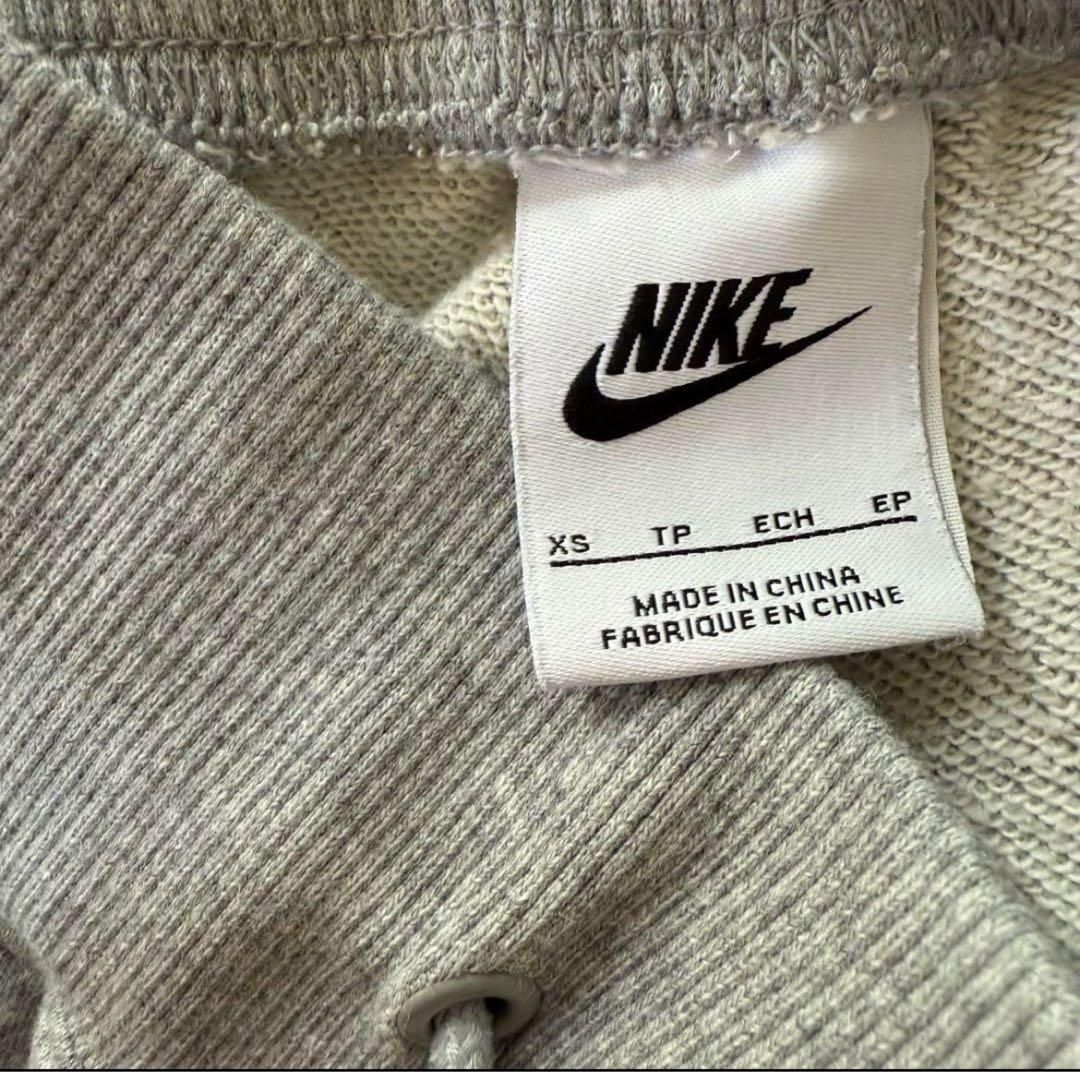 NIKE
XS TP ECH EP
MADE IN CHINA
FABRIQUE EN CHINE